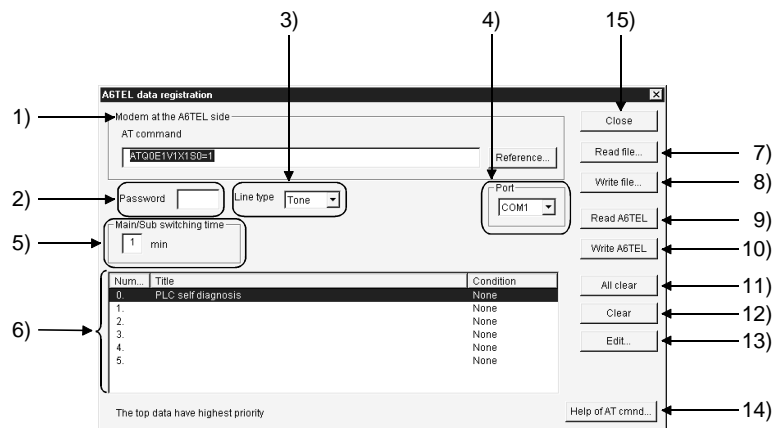 3)
4)
15)
A6TEL data registration
1)
Modem at the A6TEL side
Close
AT command
ATQ0E1V1X1S0=1
Reference...
Read file...
7)
2)
Password
Line type
Tone
Port
COM1
Write file...
8)
5)
Main/Sub switching time
1 min
Read A6TEL
9)
Write A6TEL
10)
6)
Num... Title Condition
0. PLC self diagnosis None
1. None
2. None
3. None
4. None
5. None
All clear
11)
Clear
12)
Edit...
13)
The top data have highest priority
Help of AT cmnd...
14)